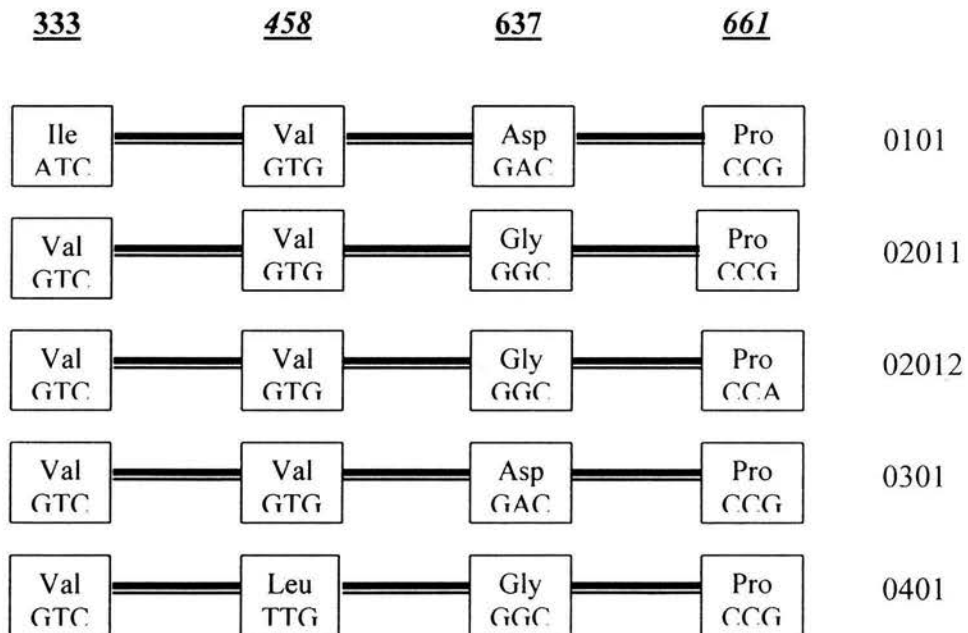 333 458 637 661
Ile Val Asp Pro 0101
ATC GTG GAC CCG
Val Val Gly Pro 02011
GTC GTG GGC CCG
Val Val Gly Pro 02012
GTC GTG GGC CCA
Val Val Asp Pro 0301
GTC GTG GAC CCG
Val Leu Gly Pro 0401
GTC TTG GGC CCG